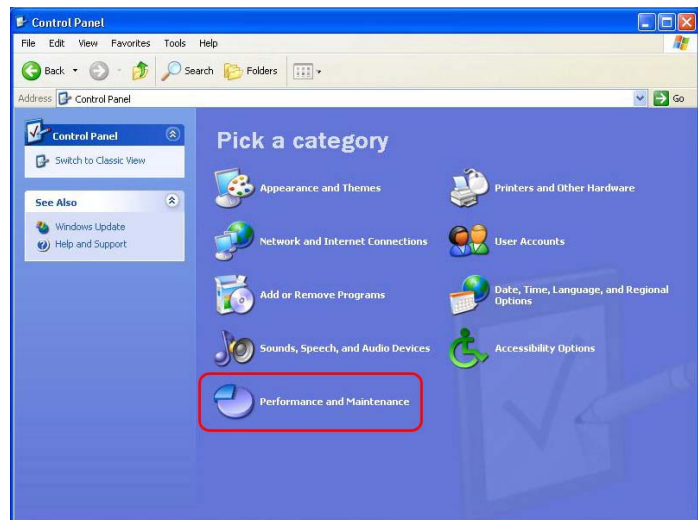 Control Panel
File Edit View Favorites Tools Help
Back Search Folders
Address Control Panel Go
Control Panel
Switch to Classic View
See Also
Windows Update
Help and Support
Pick a category
Appearance and Themes
Printers and Other Hardware
Network and Internet Connections
User Accounts
Add or Remove Programs
Date, Time, Language, and Regional
Options
Sounds, Speech, and Audio Devices
Accessibility Options
Performance and Maintenance